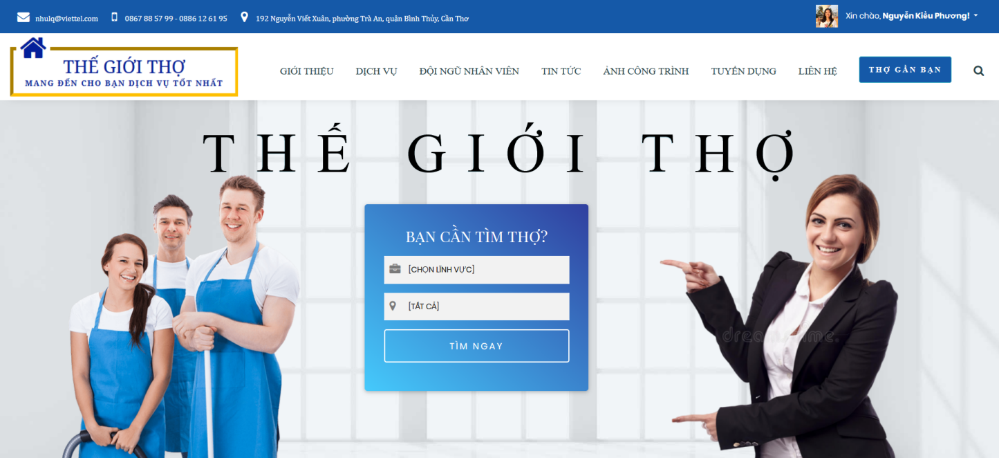 nhulq@viettel.com 0867 88 57 99 - 0886 12 61 95 192 Nguyễn Viết Xuân, phường Trà An, quận Bình Thủy, Cần Thơ Xin chào, Nguyễn Kiều Phương!
THẾ GIỚI THỢ
MANG ĐẾN CHO BẠN DỊCH VỤ TỐT NHẤT
GIỚI THIỆU DỊCH VỤ ĐỘI NGŨ NHÂN VIÊN TIN TỨC ẢNH CÔNG TRÌNH TUYỂN DỤNG LIÊN HỆ THỢ GẦN BẠN
THẾ GIỚI THỢ
BẠN CẦN TÌM THỢ?
[CHỌN LĨNH VỰC]
[TẤT CẢ]
TÌM NGAY